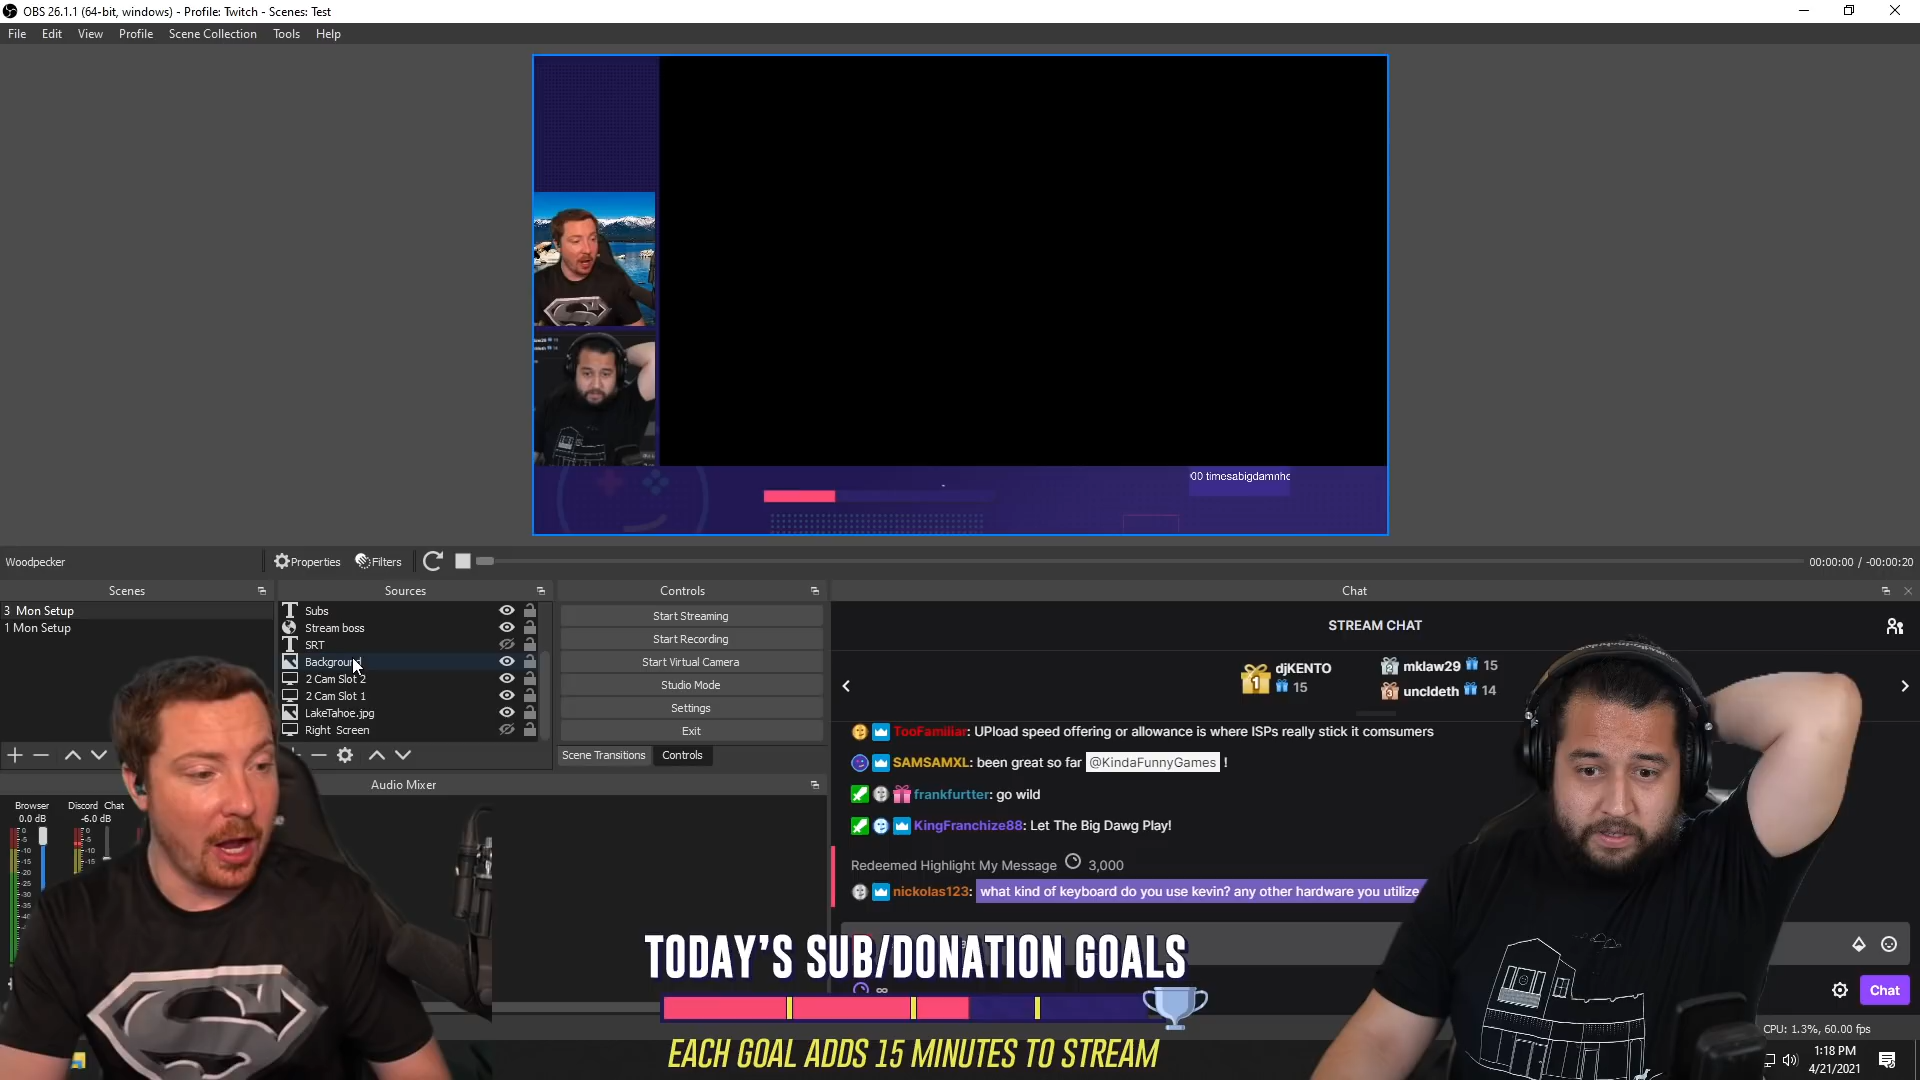 OBS 26.1.1 (64-bit, windows) - Profile: Twitch - Scenes: Test
File Edit View Profile Scene Collection Tools Help
00 timesabigdamnhe
Woodpecker
Properties Filters
00:00:00 / -00:00:20
Scenes
3 Mon Setup
1 Mon Setup
Sources
Subs
Stream boss
SRT
Background
2 Cam Slot 2
2 Cam Slot 1
LakeTahoe.jpg
Right Screen
Controls
Start Streaming
Start Recording
Start Virtual Camera
Studio Mode
Settings
Exit
Scene Transitions Controls
Audio Mixer
Browser
0.0 dB
Discord Chat
-6.0 dB
Chat
STREAM CHAT
1 djKENTO
15
2 mklaw29 15
3 uncldeth 14
TooFamiliar: UPload speed offering or allowance is where ISPs really stick it comsumers
SAMSAMXL: been great so far @KindaFunnyGames !
frankfurtter: go wild
KingFranchize88: Let The Big Dawg Play!
Redeemed Highlight My Message 3,000
nickolas123: what kind of keyboard do you use kevin? any other hardware you utilize
Chat
TODAY'S SUB/DONATION GOALS
EACH GOAL ADDS 15 MINUTES TO STREAM
CPU: 1.3%, 60.00 fps
1:18 PM
4/21/2021